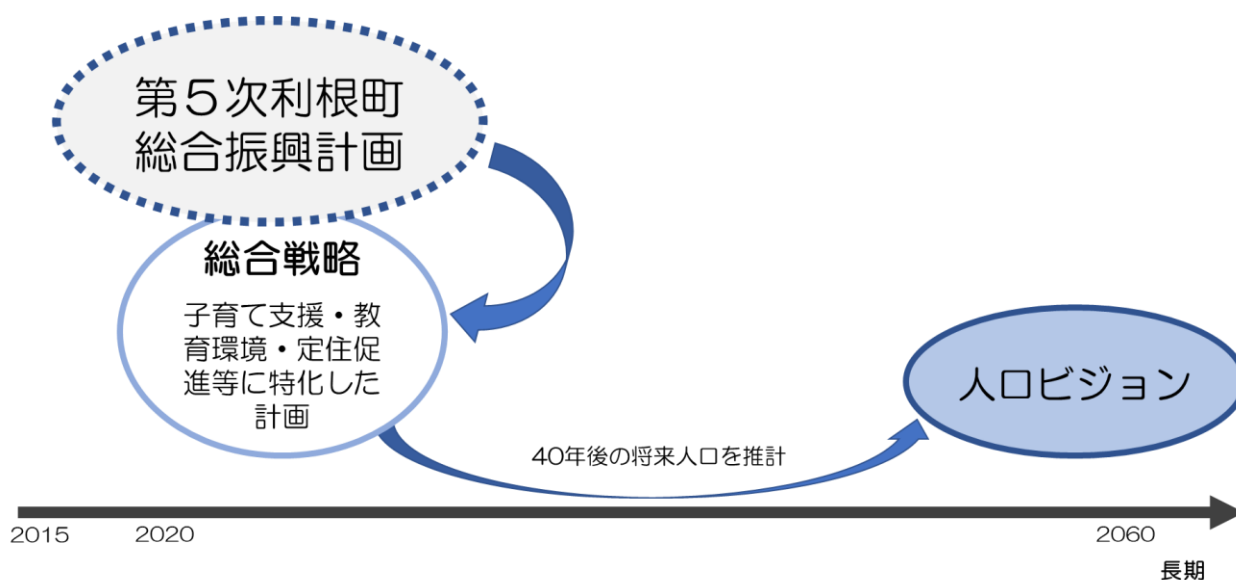 第５次利根町
総合振興計画
総合戦略
子育て支援・教
育環境・定住促
進等に特化した
計画
人口ビジョン
40年後の将来人口を推計
2015
2020
2060
長期